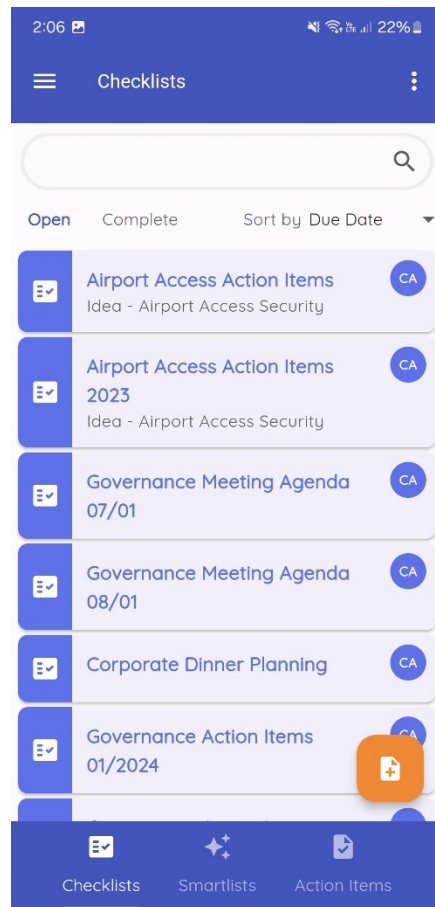 2:06 22%
Checklists
Open Complete Sort by Due Date
Airport Access Action Items CA
Idea - Airport Access Security
Airport Access Action Items CA
2023
Idea - Airport Access Security
Governance Meeting Agenda CA
07/01
Governance Meeting Agenda CA
08/01
Corporate Dinner Planning CA
Governance Action Items CA
01/2024
Checklists Smartlists Action Items